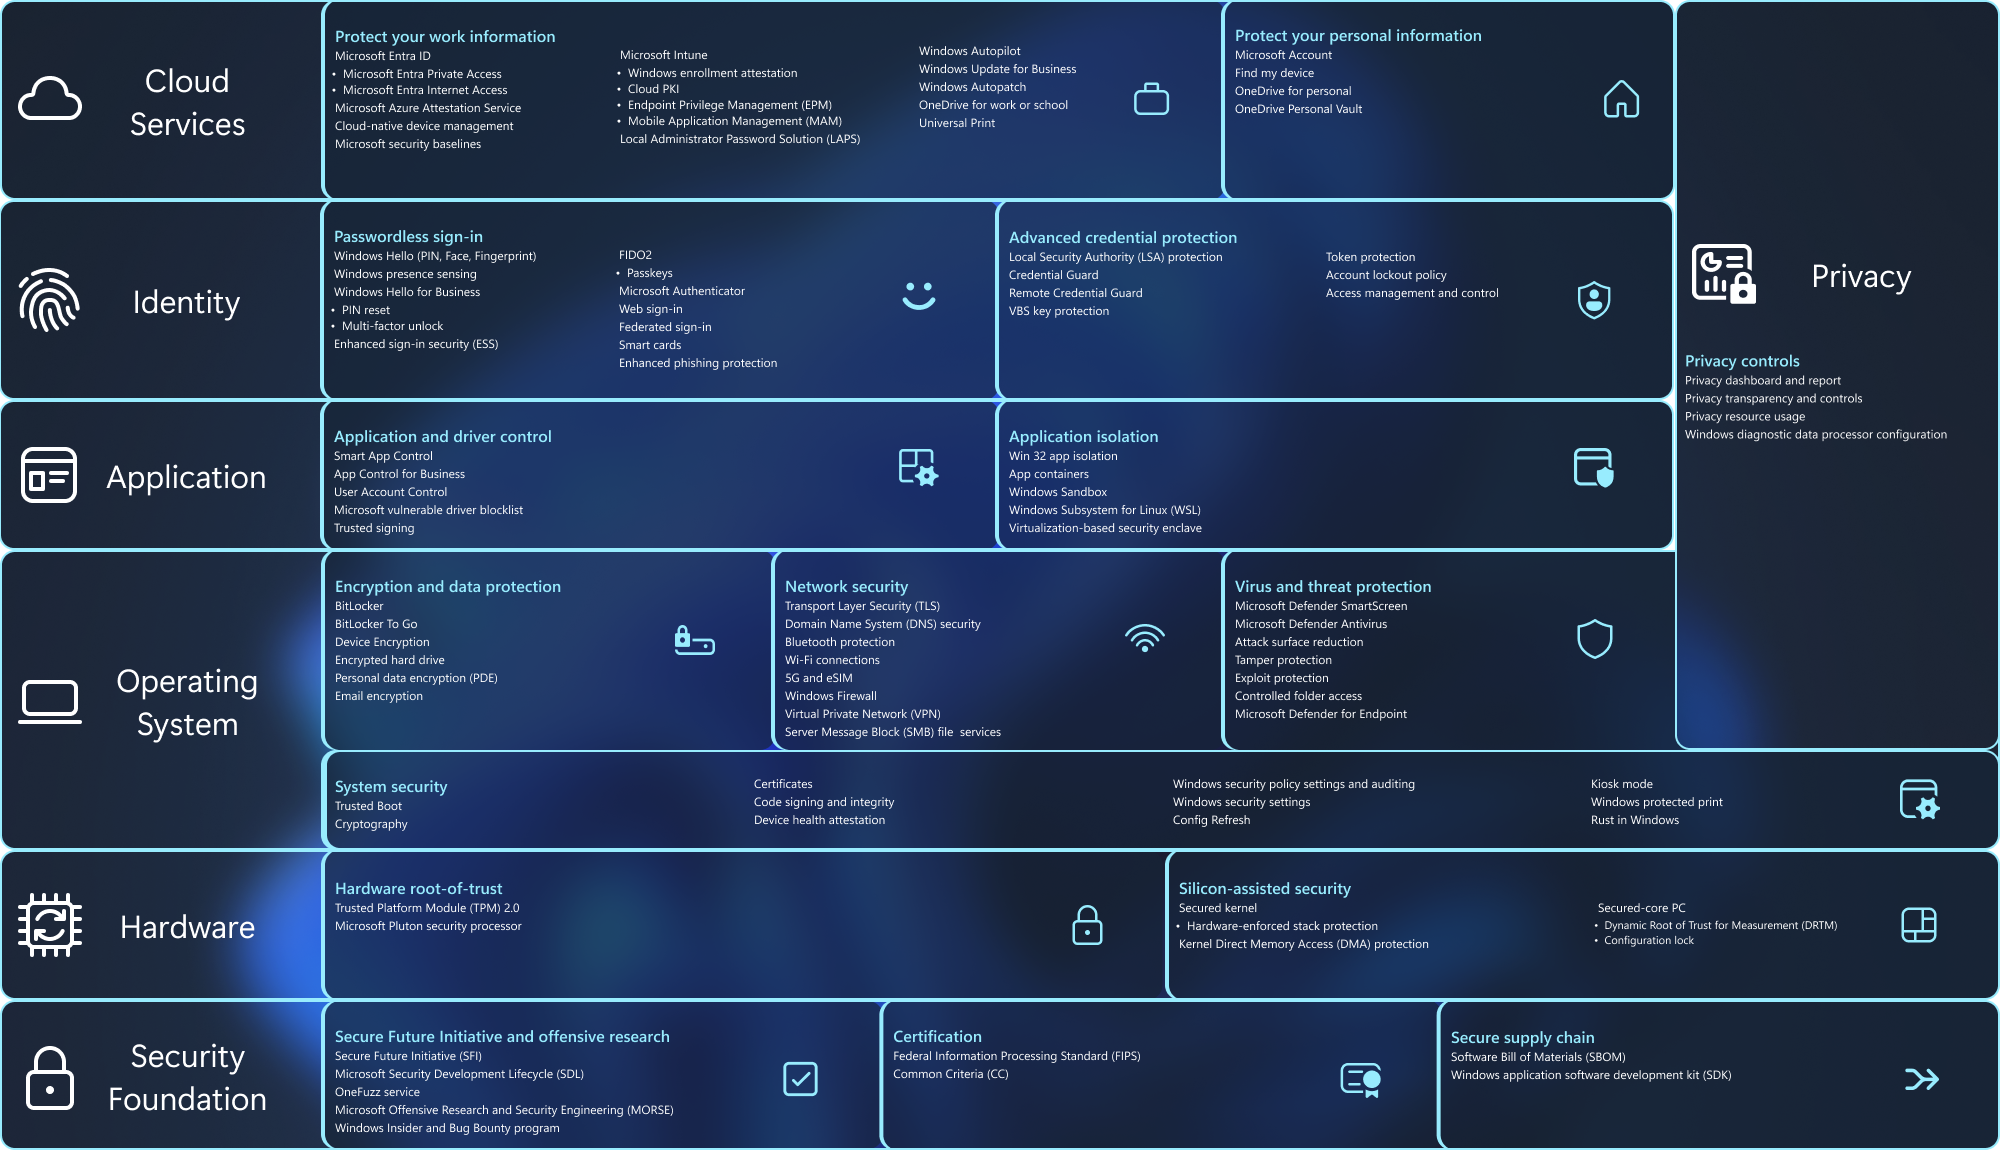 Cloud
Services
Protect your work information
Microsoft Entra ID
• Microsoft Entra Private Access
• Microsoft Entra Internet Access
Microsoft Azure Attestation Service
Cloud-native device management
Microsoft security baselines
Microsoft Intune
• Windows enrollment attestation
• Cloud PKI
• Endpoint Privilege Management (EPM)
• Mobile Application Management (MAM)
Local Administrator Password Solution (LAPS)
Windows Autopilot
Windows Update for Business
Windows Autopatch
OneDrive for work or school
Universal Print
Protect your personal information
Microsoft Account
Find my device
OneDrive for personal
OneDrive Personal Vault
Identity
Passwordless sign-in
Windows Hello (PIN, Face, Fingerprint)
Windows presence sensing
Windows Hello for Business
• PIN reset
• Multi-factor unlock
Enhanced sign-in security (ESS)
FIDO2
• Passkeys
Microsoft Authenticator
Web sign-in
Federated sign-in
Smart cards
Enhanced phishing protection
Advanced credential protection
Local Security Authority (LSA) protection
Credential Guard
Remote Credential Guard
VBS key protection
Token protection
Account lockout policy
Access management and control
Privacy
Privacy controls
Privacy dashboard and report
Privacy transparency and controls
Privacy resource usage
Windows diagnostic data processor configuration
Application
Application and driver control
Smart App Control
App Control for Business
User Account Control
Microsoft vulnerable driver blocklist
Trusted signing
Application isolation
Win 32 app isolation
App containers
Windows Sandbox
Windows Subsystem for Linux (WSL)
Virtualization-based security enclave
Operating
System
Encryption and data protection
BitLocker
BitLocker To Go
Device Encryption
Encrypted hard drive
Personal data encryption (PDE)
Email encryption
Network security
Transport Layer Security (TLS)
Domain Name System (DNS) security
Bluetooth protection
Wi-Fi connections
5G and eSIM
Windows Firewall
Virtual Private Network (VPN)
Server Message Block (SMB) file services
Virus and threat protection
Microsoft Defender SmartScreen
Microsoft Defender Antivirus
Attack surface reduction
Tamper protection
Exploit protection
Controlled folder access
Microsoft Defender for Endpoint
System security
Trusted Boot
Cryptography
Certificates
Code signing and integrity
Device health attestation
Windows security policy settings and auditing
Windows security settings
Config Refresh
Kiosk mode
Windows protected print
Rust in Windows
Hardware
Hardware root-of-trust
Trusted Platform Module (TPM) 2.0
Microsoft Pluton security processor
Silicon-assisted security
Secured kernel
• Hardware-enforced stack protection
Kernel Direct Memory Access (DMA) protection
Secured-core PC
• Dynamic Root of Trust for Measurement (DRTM)
• Configuration lock
Security
Foundation
Secure Future Initiative and offensive research
Secure Future Initiative (SFI)
Microsoft Security Development Lifecycle (SDL)
OneFuzz service
Microsoft Offensive Research and Security Engineering (MORSE)
Windows Insider and Bug Bounty program
Certification
Federal Information Processing Standard (FIPS)
Common Criteria (CC)
Secure supply chain
Software Bill of Materials (SBOM)
Windows application software development kit (SDK)